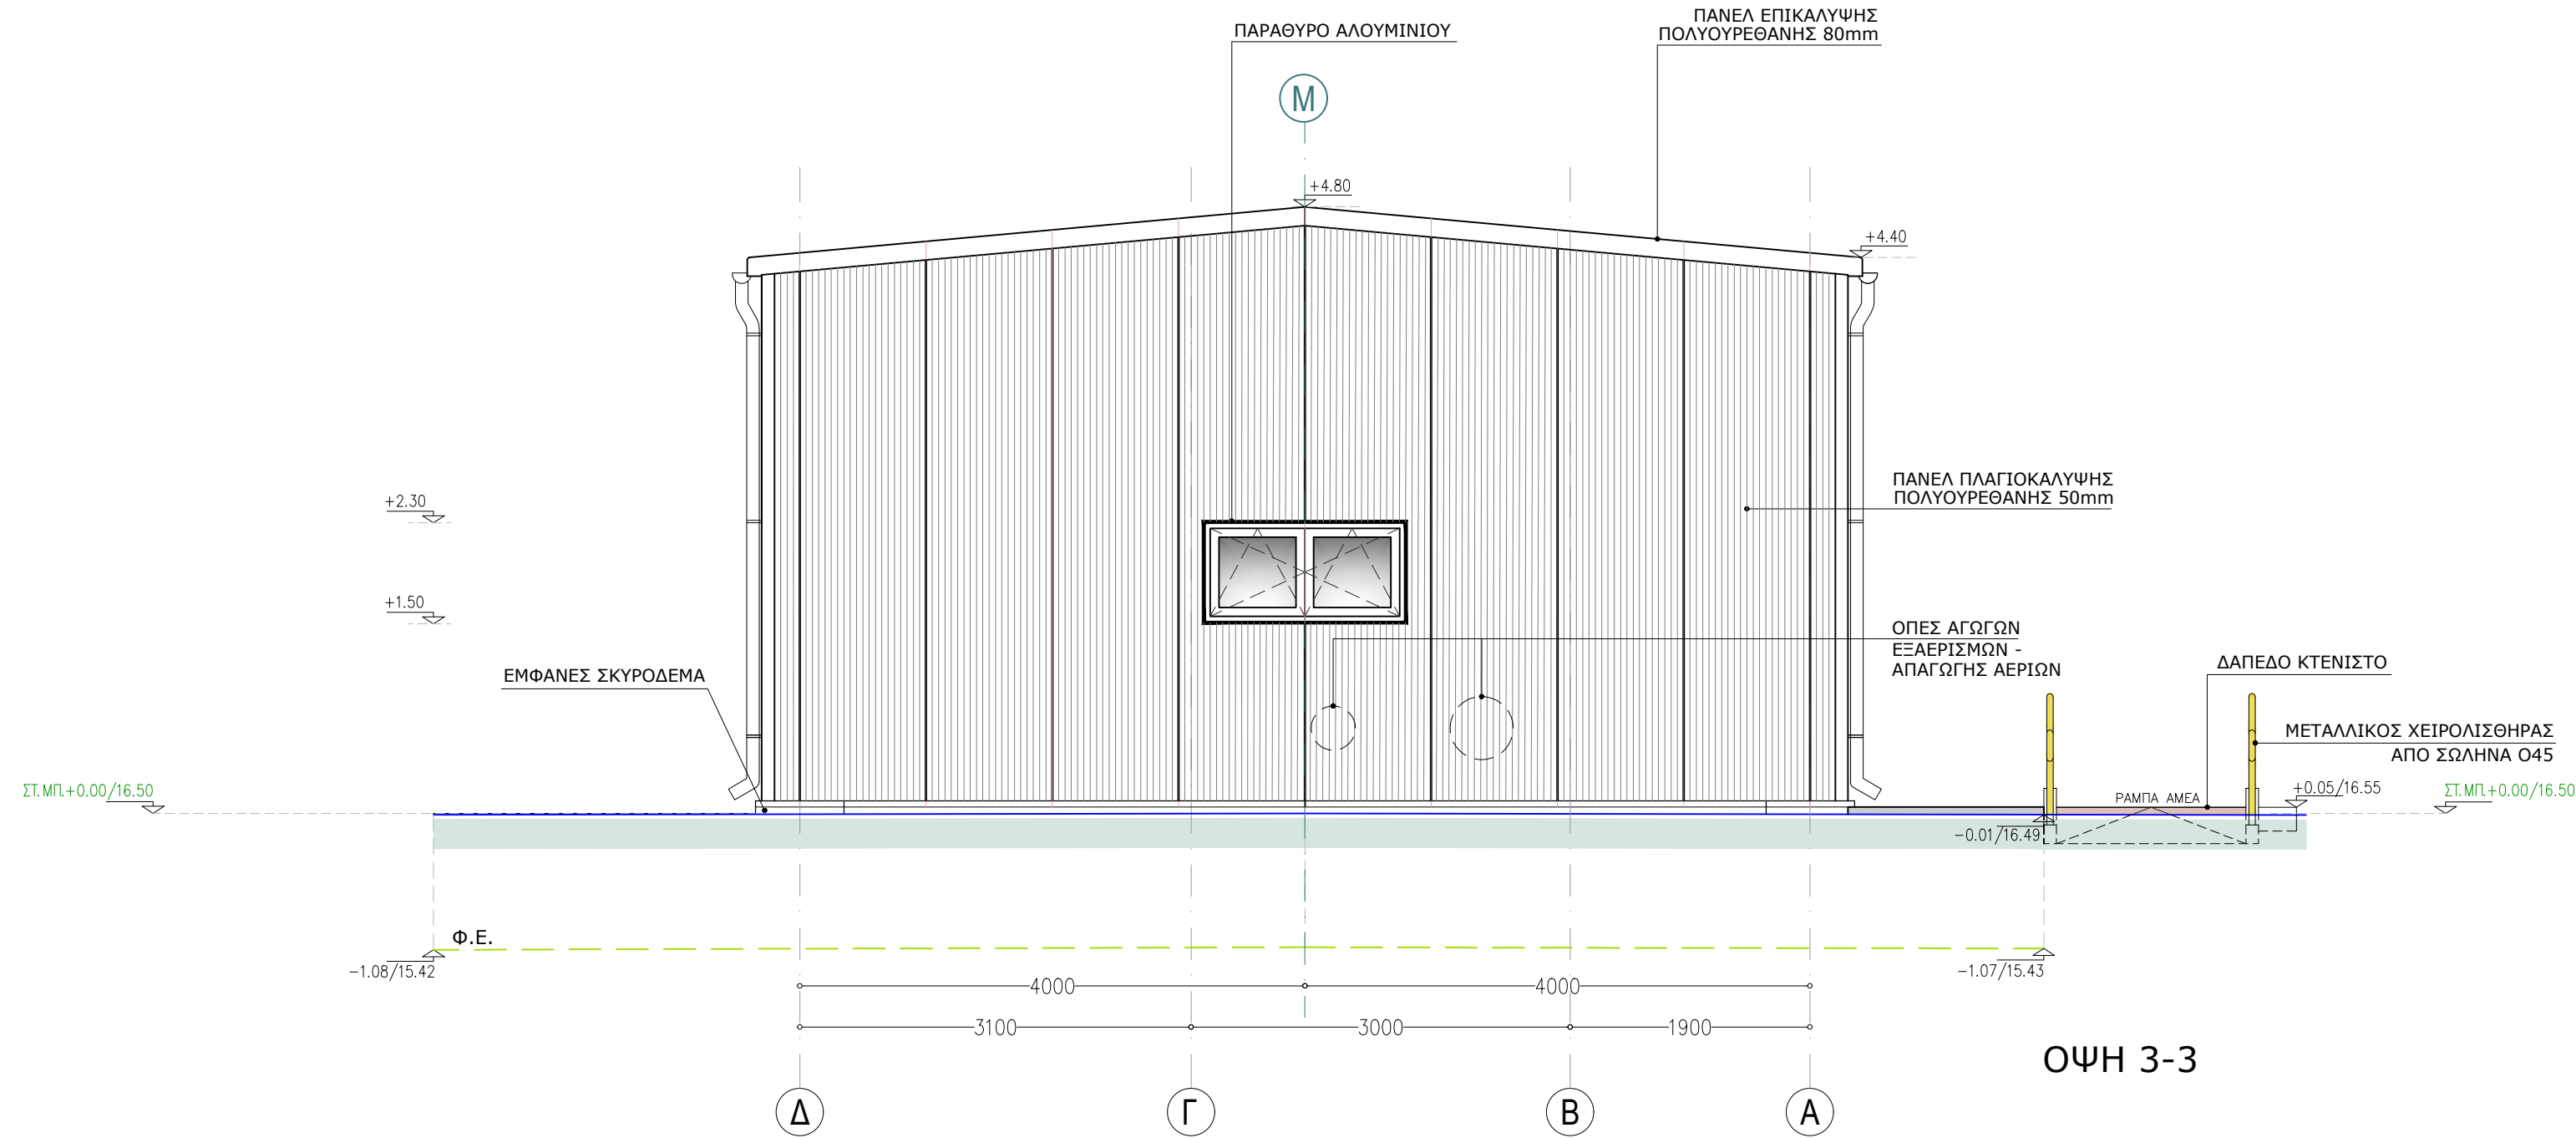 ΠΑΝΕΛ ΕΠΙΚΑΛΥΨΗΣ
ΠΟΛΥΟΥΡΕΘΑΝΗΣ 80mm
ΠΑΡΑΘΥΡΟ ΑΛΟΥΜΙΝΙΟΥ
Μ
+4.80
+4.40
ΠΑΝΕΛ ΠΛΑΓΙΟΚΑΛΥΨΗΣ
ΠΟΛΥΟΥΡΕΘΑΝΗΣ 50mm
+2.30
+1.50
ΟΠΕΣ ΑΓΩΓΩΝ
ΕΞΑΕΡΙΣΜΩΝ -
ΑΠΑΓΩΓΗΣ ΑΕΡΙΩΝ
ΕΜΦΑΝΕΣ ΣΚΥΡΟΔΕΜΑ
ΔΑΠΕΔΟ ΚΤΕΝΙΣΤΟ
ΜΕΤΑΛΛΙΚΟΣ ΧΕΙΡΟΛΙΣΘΗΡΑΣ
ΑΠΟ ΣΩΛΗΝΑ Ο45
ΣΤ.ΜΠ.+0.00/16.50
ΡΑΜΠΑ ΑΜΕΑ
+0.05/16.55
ΣΤ.ΜΠ.+0.00/16.50
-0.01/16.49
Φ.Ε.
-1.08/15.42
-1.07/15.43
4000
4000
3100
3000
1900
ΟΨΗ 3-3
Δ
Γ
Β
Α